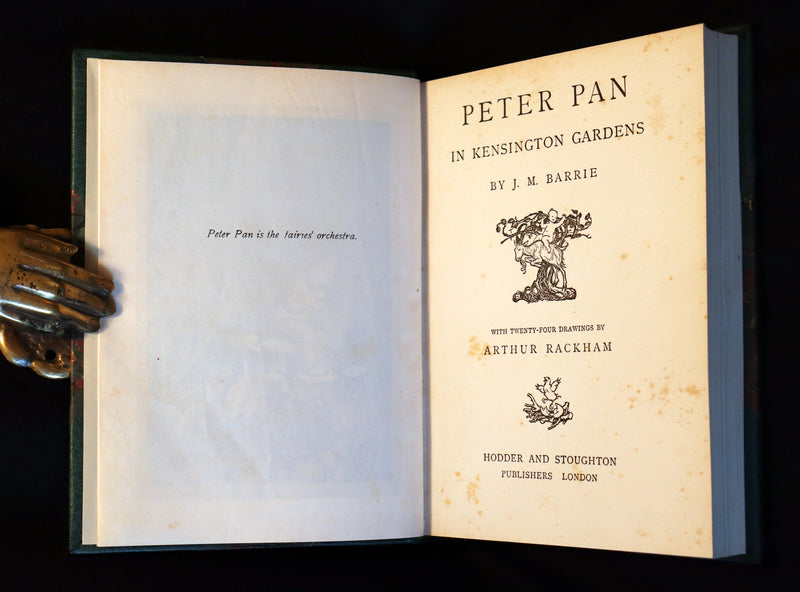 Peter Pan is the fairies' orchestra.
PETER PAN
IN KENSINGTON GARDENS
BY J. M. BARRIE
WITH TWENTY-FOUR DRAWINGS BY
ARTHUR RACKHAM
HODDER AND STOUGHTON
PUBLISHERS LONDON